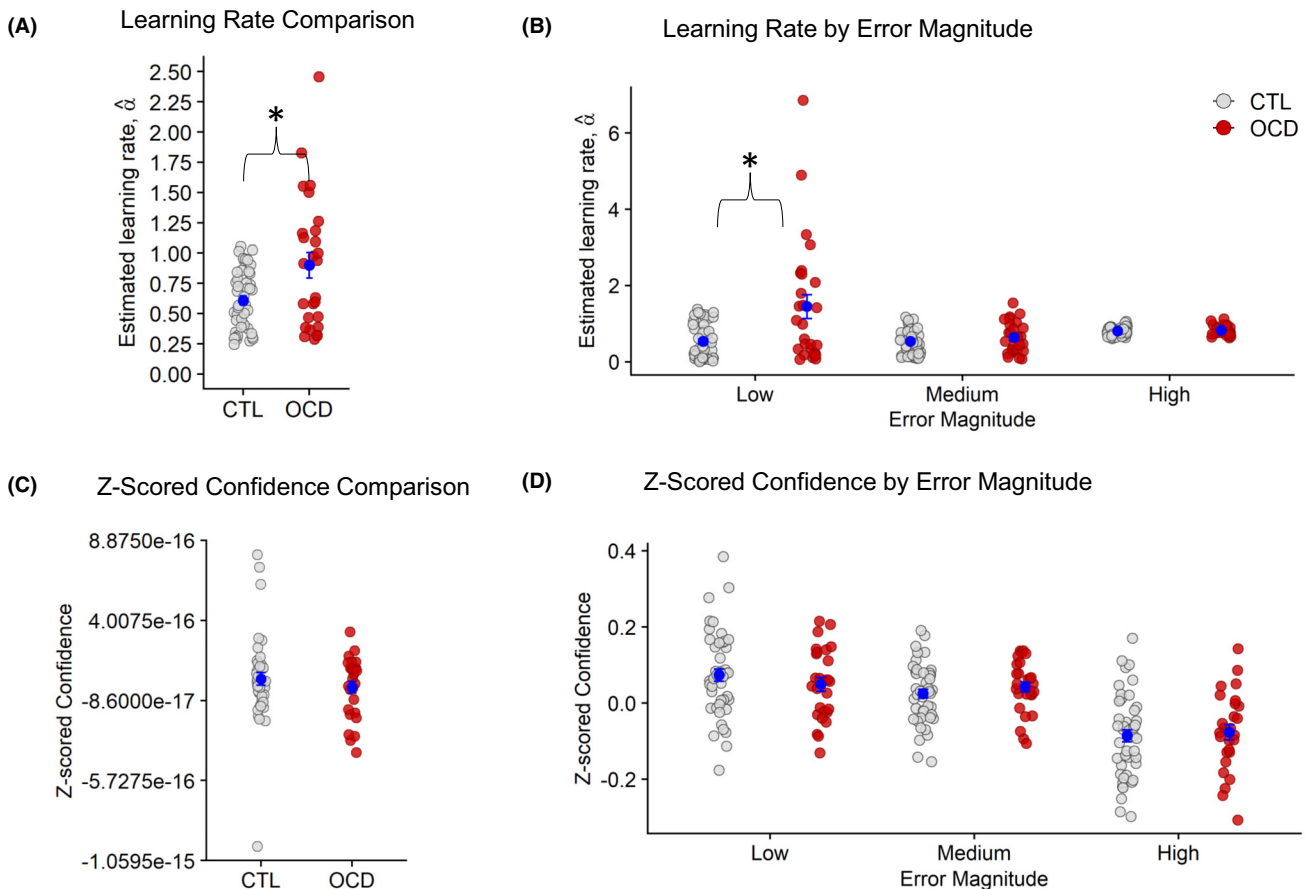 (A)
Learning Rate Comparison
Estimated learning rate, α̂
2.50
2.25
2.00
1.75
1.50
1.25
1.00
0.75
0.50
0.25
0.00
*
CTL OCD
(B)
Learning Rate by Error Magnitude
Estimated learning rate, α̂
6
4
2
0
*
CTL
OCD
Low Medium High
Error Magnitude
(C)
Z-Scored Confidence Comparison
Z-scored Confidence
8.8750e-16
4.0075e-16
-8.6000e-17
-5.7275e-16
-1.0595e-15
CTL OCD
(D)
Z-Scored Confidence by Error Magnitude
Z-scored Confidence
0.4
0.2
0.0
-0.2
Low Medium High
Error Magnitude